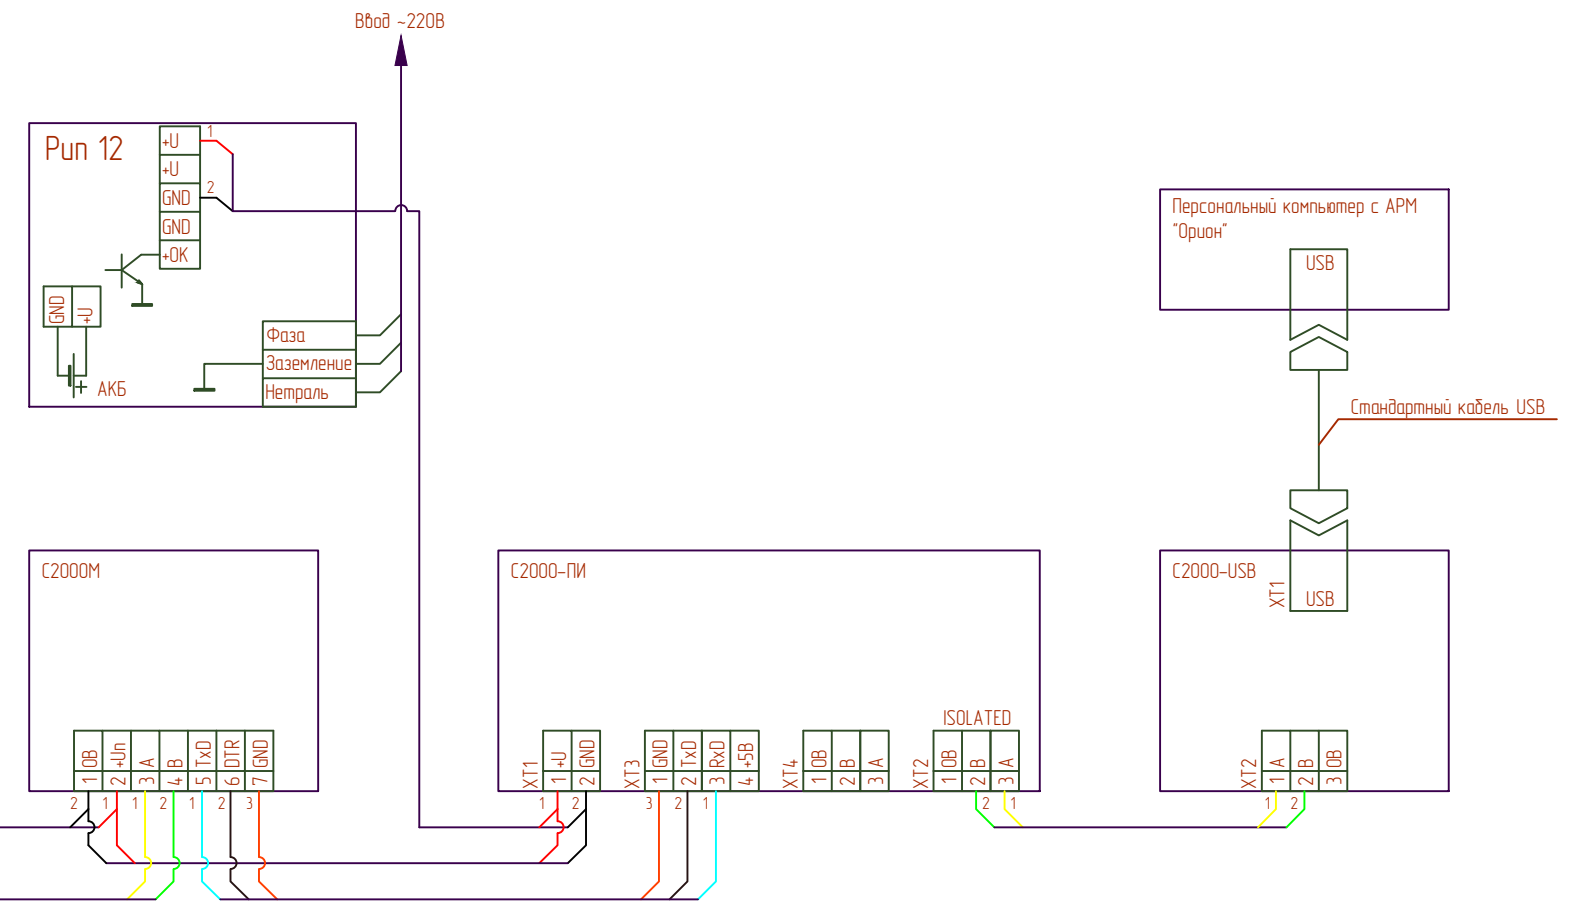 Ввод ~220В
Рип 12
+U
1
+U
GND
2
GND
+ОК
GND
+U
+
АКБ
Фаза
Заземление
Нетраль
Персональный компьютер с АРМ
"Орион"
USB
Стандартный кабель USB
С2000М
1 0В
2 +Uп
3 А
4 В
5 TxD
6 DTR
7 GND
2
1
1
2
1
2
3
С2000-ПИ
XT1
1 +U
2 GND
1
2
XT3
1 GND
2 TxD
3 RxD
4 +5В
3
2
1
XT4
1 0В
2 В
3 А
ISOLATED
XT2
1 0В
2 В
3 А
2
1
С2000-USB
XT1
USB
XT2
1 А
2 В
3 0В
1
2